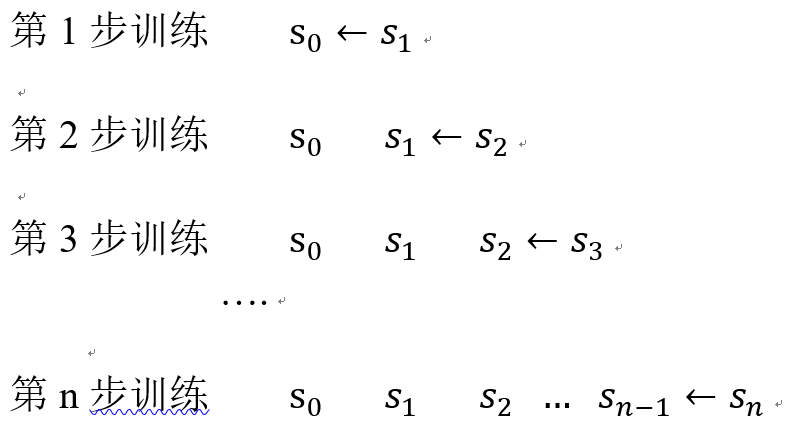 第 1 步训练 s₀ ← s₁
第 2 步训练 s₀ s₁ ← s₂
第 3 步训练 s₀ s₁ s₂ ← s₃
....
第 n 步训练 s₀ s₁ s₂ ... sₙ₋₁ ← sₙ